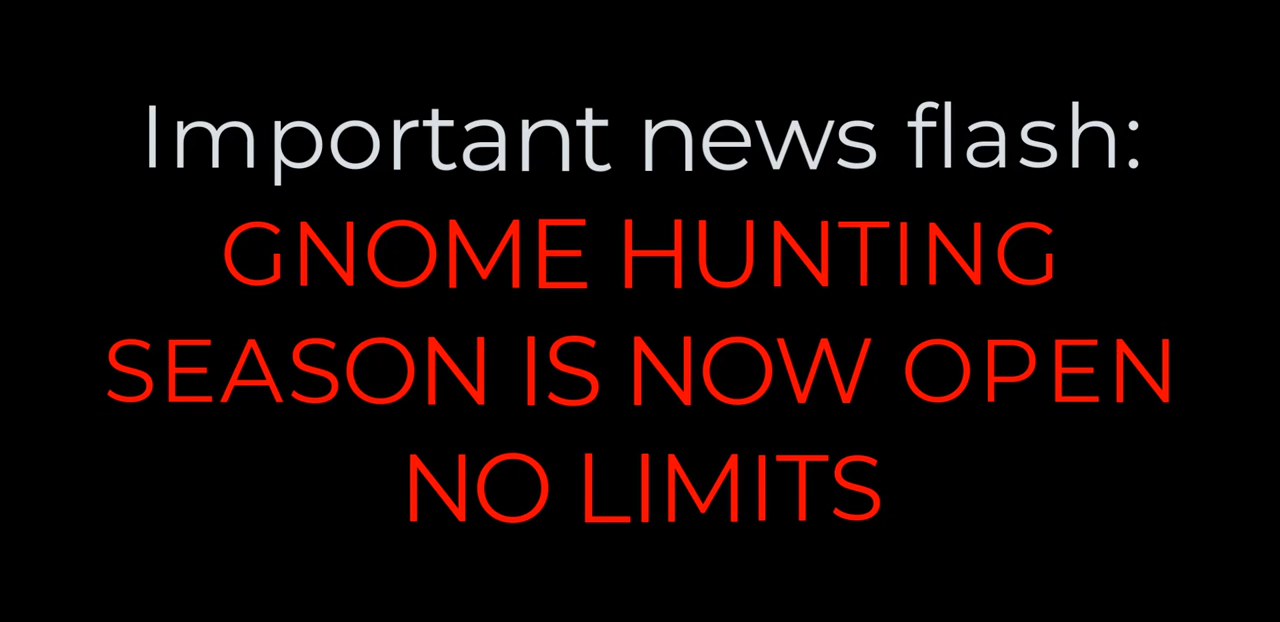 Important news flash:
GNOME HUNTING
SEASON IS NOW OPEN
NO LIMITS